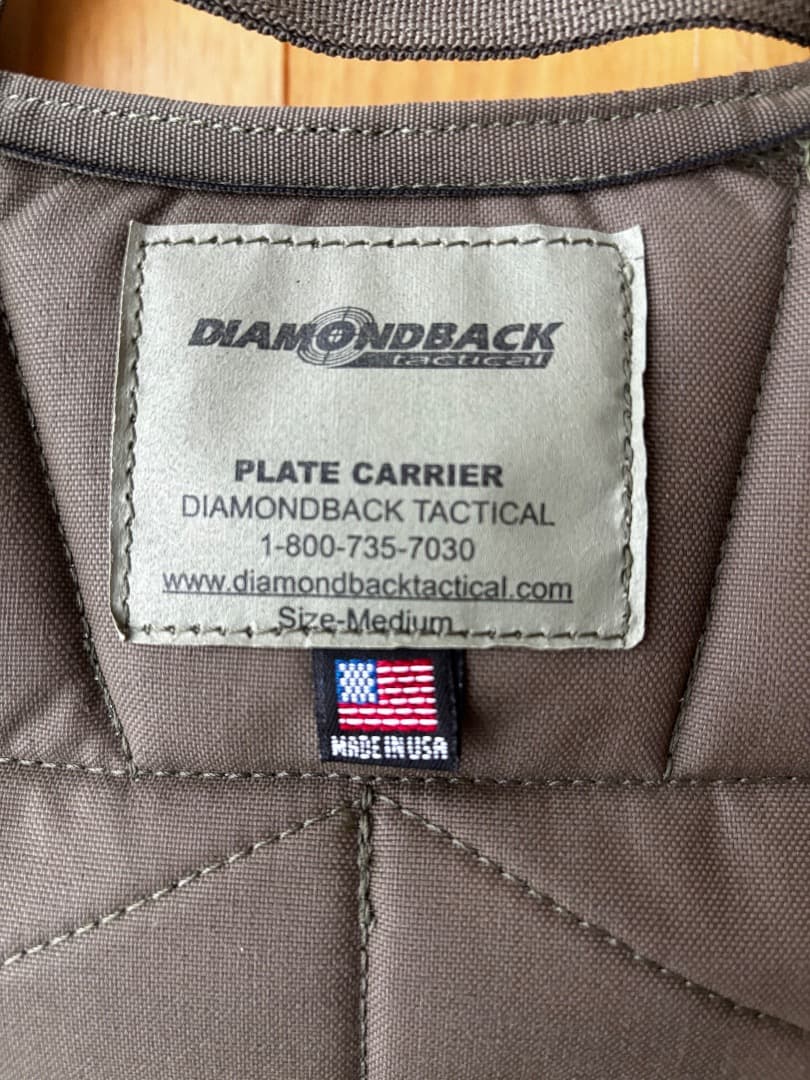 DIAMONDBACK
tactical
PLATE CARRIER
DIAMONDBACK TACTICAL
1-800-735-7030
www.diamondbacktactical.com
Size-Medium
MADE IN USA